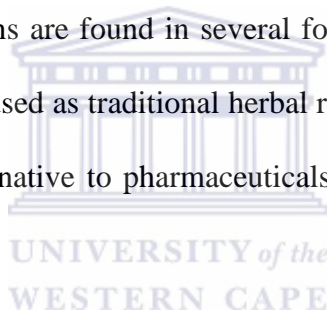 ns are found in several fo
sed as traditional herbal r
native to pharmaceuticals
UNIVERSITY of the
WESTERN CAPE